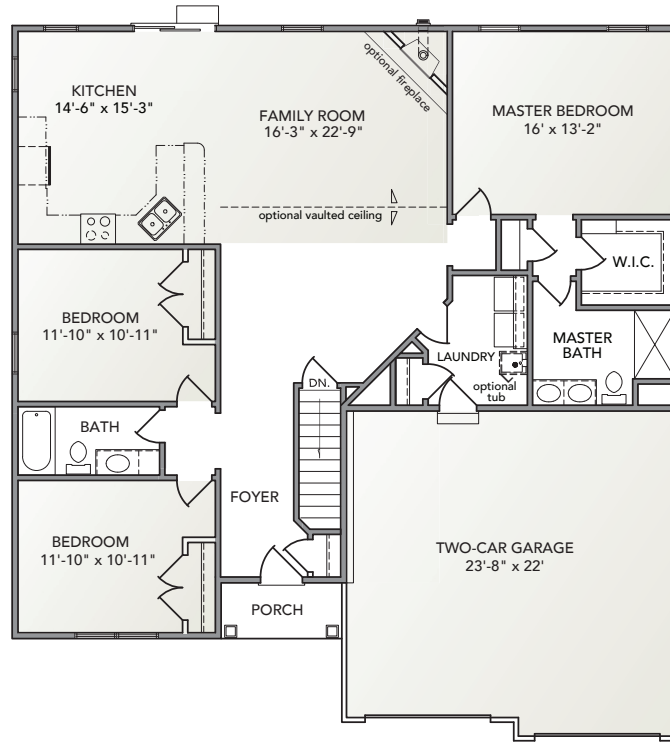 KITCHEN
14'-6" x 15'-3"
FAMILY ROOM
16'-3" x 22'-9"
optional fireplace
MASTER BEDROOM
16' x 13'-2"
optional vaulted ceiling
W.I.C.
BEDROOM
11'-10" x 10'-11"
MASTER
BATH
LAUNDRY
optional
tub
DN.
BATH
FOYER
BEDROOM
11'-10" x 10'-11"
TWO-CAR GARAGE
23'-8" x 22'
PORCH